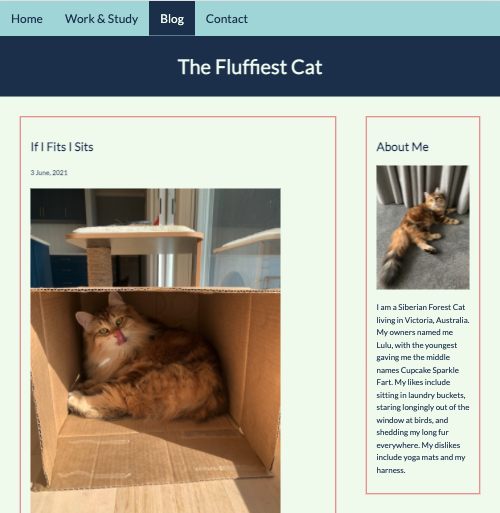 Home Work & Study Blog Contact
The Fluffiest Cat
If I Fits I Sits
3 June, 2021
About Me
I am a Siberian Forest Cat
living in Victoria, Australia.
My owners named me
Lulu, with the youngest
gaving me the middle
names Cupcake Sparkle
Fart. My likes include
sitting in laundry buckets,
staring longingly out of the
window at birds, and
shedding my long fur
everywhere. My dislikes
include yoga mats and my
harness.